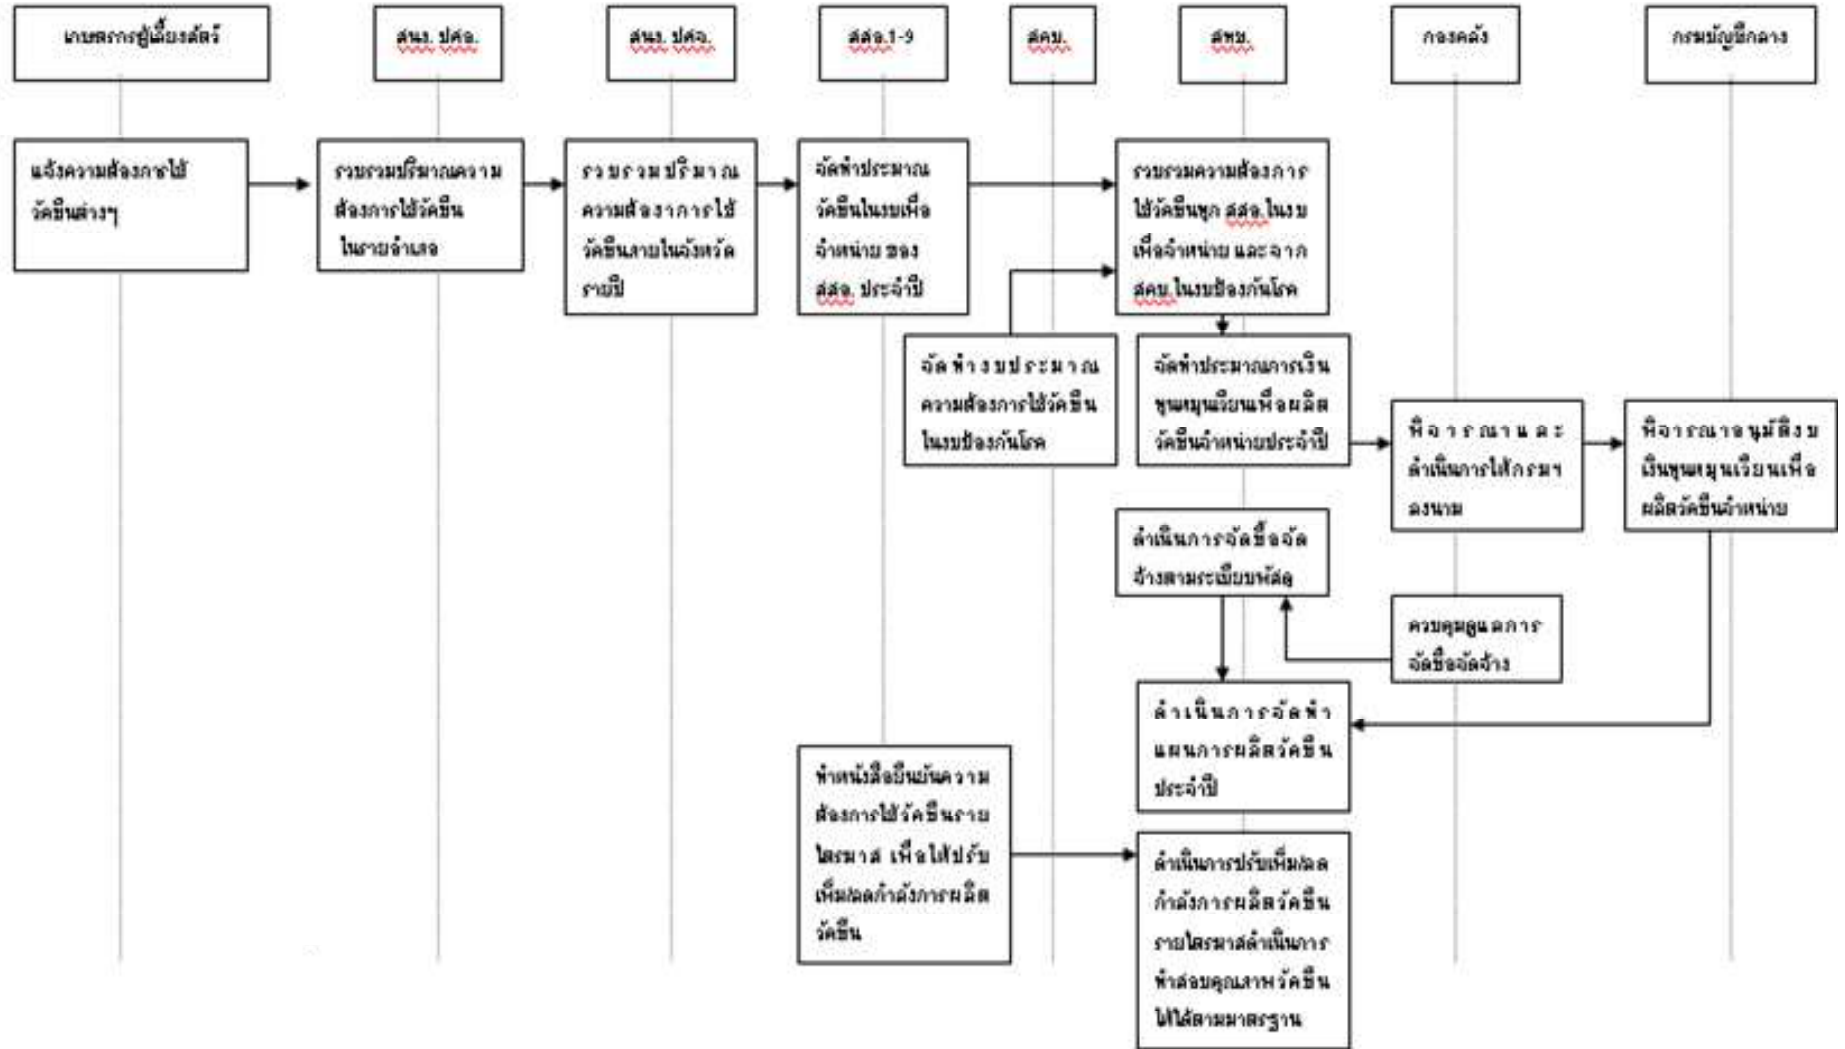 เกษตรกรผู้เลี้ยงสัตว์
สนง. ปศอ.
สนง. ปศจ.
สสอ.1-9
สคบ.
สทช.
กองคลัง
กรมบัญชีกลาง
แจ้งความต้องการใช้
วัคซีนต่างๆ
รวบรวมปริมาณความ
ต้องการใช้วัคซีน
ในรายอำเภอ
รวบรวมปริมาณ
ความต้องาการใช้
วัคซีนภายในจังหวัด
รายปี
จัดทำประมาณ
วัคซีนในงบเพื่อ
จำหน่าย ของ
สสอ. ประจำปี
รวบรวมความต้องการ
ใช้วัคซีนทุก สสอ.ในงบ
เพื่อจำหน่าย และจาก
สคบ.ในงบป้องกันโรค
จัดทำงบประมาณ
ความต้องการใช้วัคซีน
ในงบป้องกันโรค
จัดทำประมาณการเงิน
ทุนหมุนเวียนเพื่อผลิต
วัคซีนจำหน่ายประจำปี
พิจารณาและ
ดำเนินการให้กรมฯ
ลงนาม
พิจารณาอนุมัติงบ
เงินทุนหมุนเวียนเพื่อ
ผลิตวัคซีนจำหน่าย
ดำเนินการจัดซื้อจัด
จ้างตามระเบียบพัสดุ
ควบคุมดูแลการ
จัดซื้อจัดจ้าง
ดำเนินการจัดทำ
แผนการผลิตวัคซีน
ประจำปี
ทำหนังสือยืนยันความ
ต้องการใช้วัคซีนราย
ไตรมาส เพื่อให้ปรับ
เพิ่ม/ลดกำลังการผลิต
วัคซีน
ดำเนินการปรับเพิ่ม/ลด
กำลังการผลิตวัคซีน
รายไตรมาสดำเนินการ
ทำสอบคุณภาพวัคซีน
ให้ได้ตามมาตรฐาน